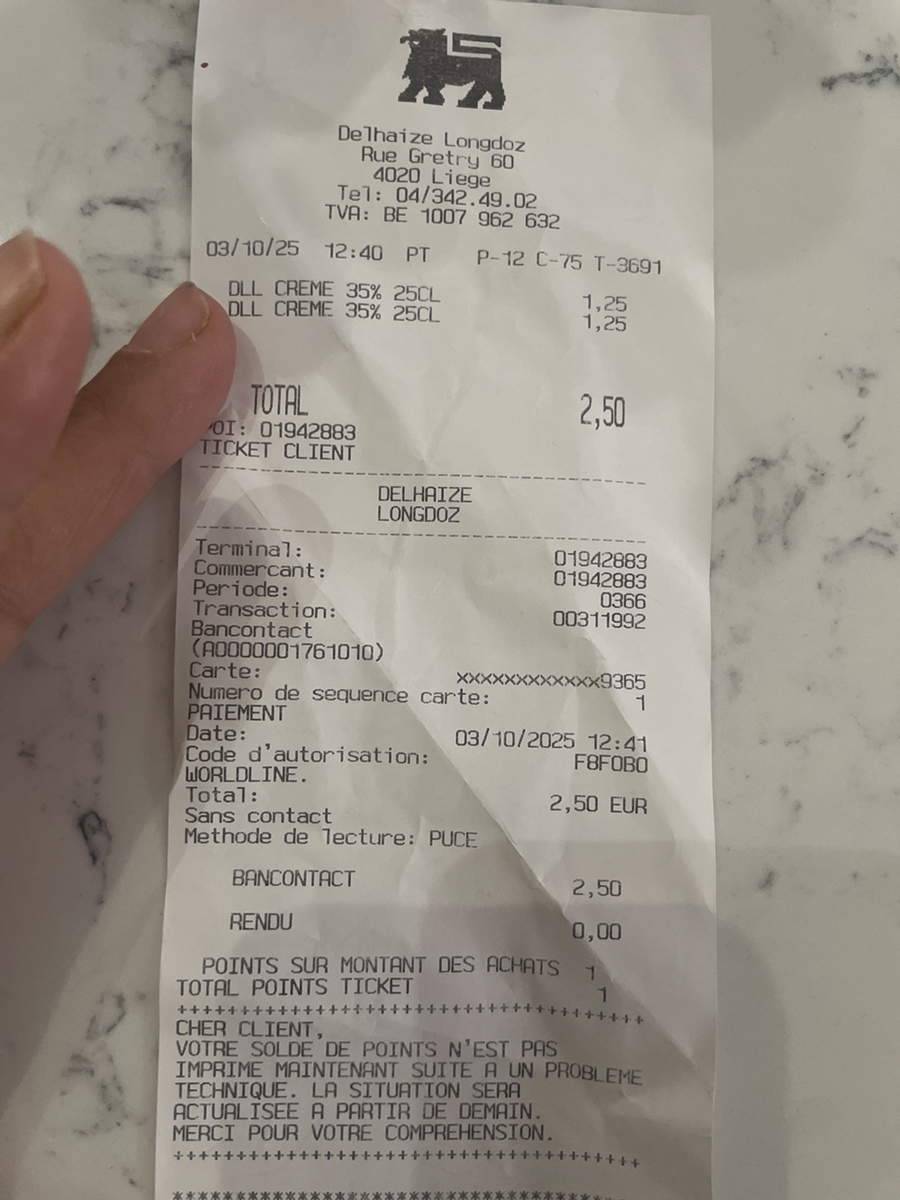 Delhaize Longdoz
Rue Gretry 60
4020 Liege
Tel: 04/342.49.02
TVA: BE 1007 962 632
03/10/25 12:40 PT P-12 C-75 T-3691
DLL CREME 35% 25CL 1,25
DLL CREME 35% 25CL 1,25
TOTAL 2,50
OI: 01942883
TICKET CLIENT
DELHAIZE
LONGDOZ
Terminal: 01942883
Commercant: 01942883
Periode: 0366
Transaction: 00311992
Bancontact
(A0000001761010)
Carte: xxxxxxxxxxxx9365
Numero de sequence carte: 1
PAIEMENT
Date: 03/10/2025 12:41
Code d'autorisation: F8F0B0
WORLDLINE.
Total: 2,50 EUR
Sans contact
Methode de lecture: PUCE
BANCONTACT 2,50
RENDU 0,00
POINTS SUR MONTANT DES ACHATS 1
TOTAL POINTS TICKET 1
+++++++++++++++++++++++++++++++++++++++
CHER CLIENT,
VOTRE SOLDE DE POINTS N'EST PAS
IMPRIME MAINTENANT SUITE A UN PROBLEME
TECHNIQUE. LA SITUATION SERA
ACTUALISEE A PARTIR DE DEMAIN.
MERCI POUR VOTRE COMPREHENSION.
+++++++++++++++++++++++++++++++++++++++
***************************************